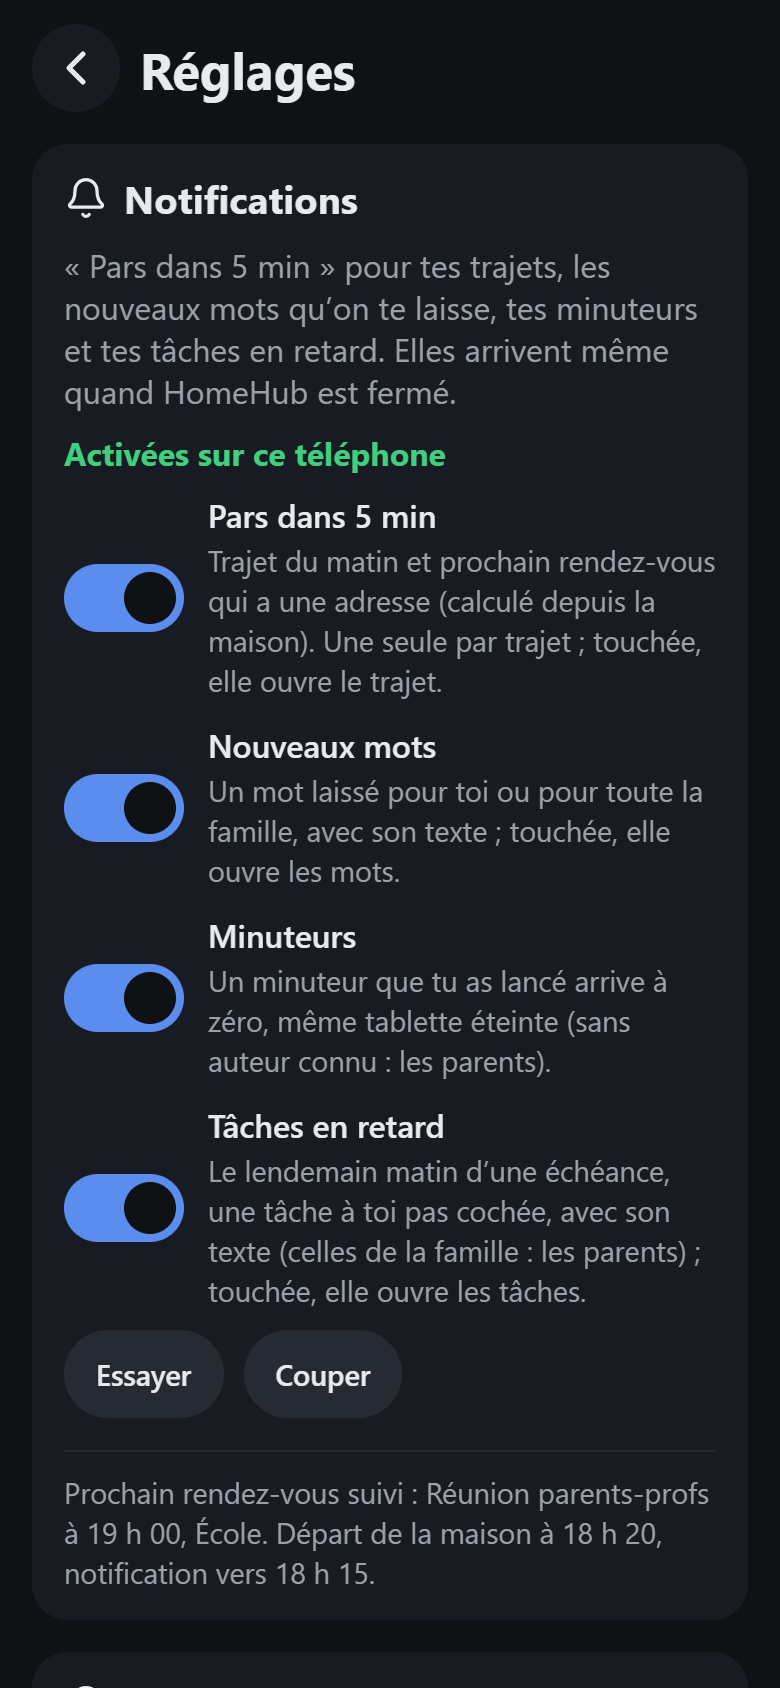 Réglages
Notifications
« Pars dans 5 min » pour tes trajets, les
nouveaux mots qu’on te laisse, tes minuteurs
et tes tâches en retard. Elles arrivent même
quand HomeHub est fermé.
Activées sur ce téléphone
Pars dans 5 min
Trajet du matin et prochain rendez-vous
qui a une adresse (calculé depuis la
maison). Une seule par trajet ; touchée,
elle ouvre le trajet.
Nouveaux mots
Un mot laissé pour toi ou pour toute la
famille, avec son texte ; touchée, elle
ouvre les mots.
Minuteurs
Un minuteur que tu as lancé arrive à
zéro, même tablette éteinte (sans
auteur connu : les parents).
Tâches en retard
Le lendemain matin d’une échéance,
une tâche à toi pas cochée, avec son
texte (celles de la famille : les parents) ;
touchée, elle ouvre les tâches.
Essayer
Couper
Prochain rendez-vous suivi : Réunion parents-profs
à 19 h 00, École. Départ de la maison à 18 h 20,
notification vers 18 h 15.